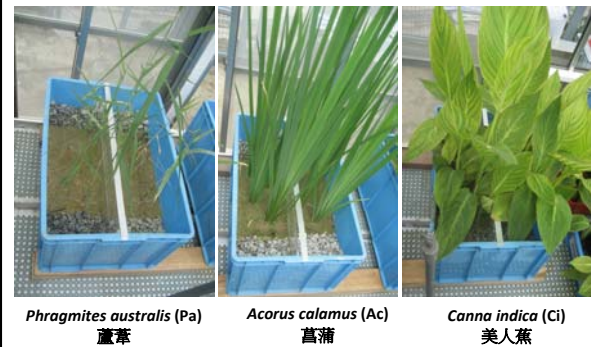 Phragmites australis (Pa) Acorus calamus (Ac) Canna indica (Ci)
蘆葦 菖蒲 美人蕉